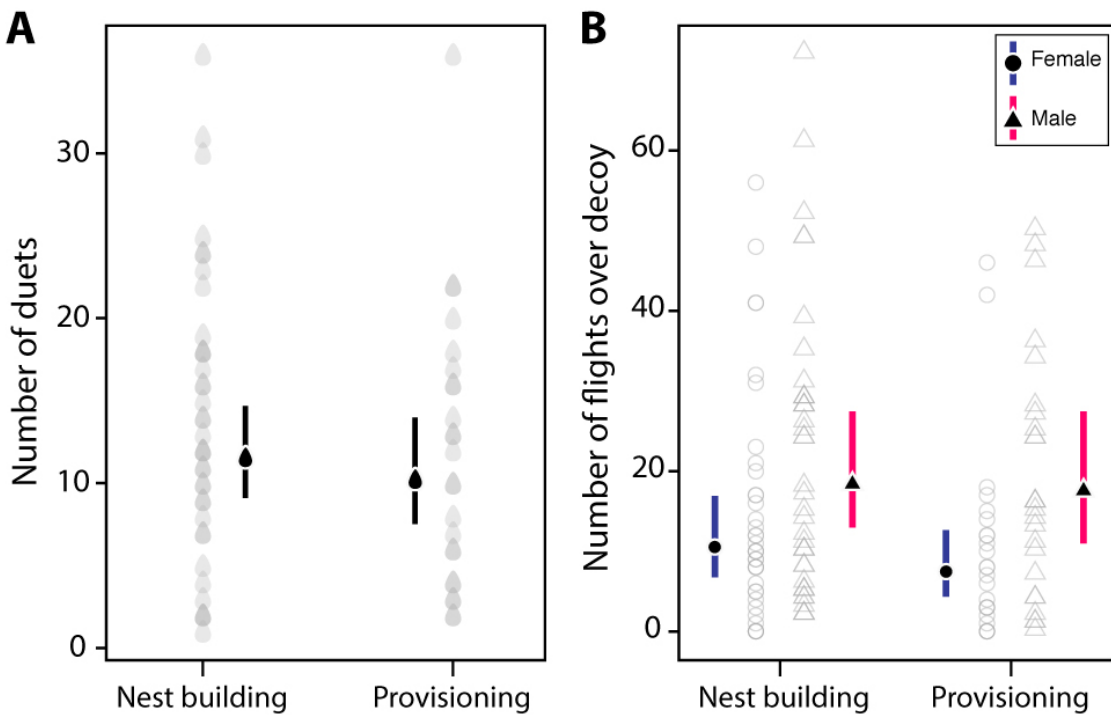 A
Number of duets
30
20
10
0
Nest building
Provisioning
B
Number of flights over decoy
60
40
20
0
Nest building
Provisioning
Female
Male